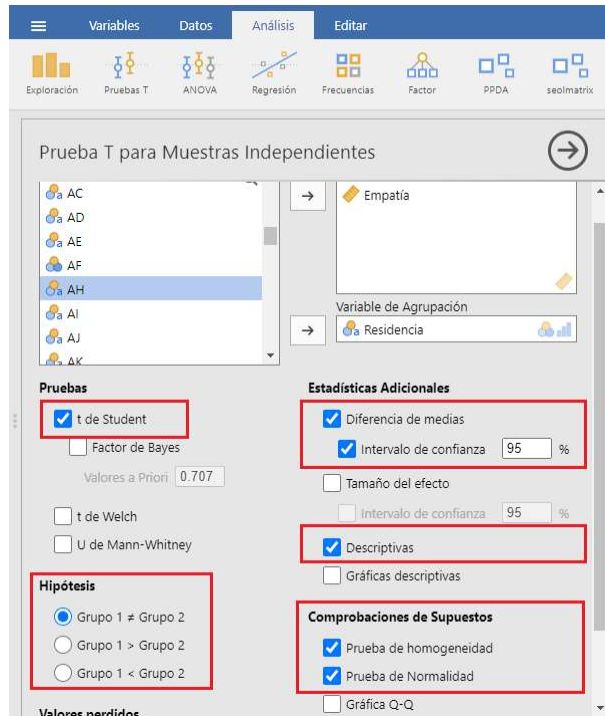 Variables Datos Análisis Editar
Exploración Pruebas T ANOVA Regresión Frecuencias Factor PPDA seolmatrix
Prueba T para Muestras Independientes
AC
AD
AE
AF
AH
AI
AJ
AK
Empatía
Variable de Agrupación
Residencia
Pruebas
t de Student
Factor de Bayes
Valores a Priori 0.707
t de Welch
U de Mann-Whitney
Hipótesis
Grupo 1 ≠ Grupo 2
Grupo 1 > Grupo 2
Grupo 1 < Grupo 2
Valores perdidos
Estadísticas Adicionales
Diferencia de medias
Intervalo de confianza 95 %
Tamaño del efecto
Intervalo de confianza 95 %
Descriptivas
Gráficas descriptivas
Comprobaciones de Supuestos
Prueba de homogeneidad
Prueba de Normalidad
Gráfica Q-Q